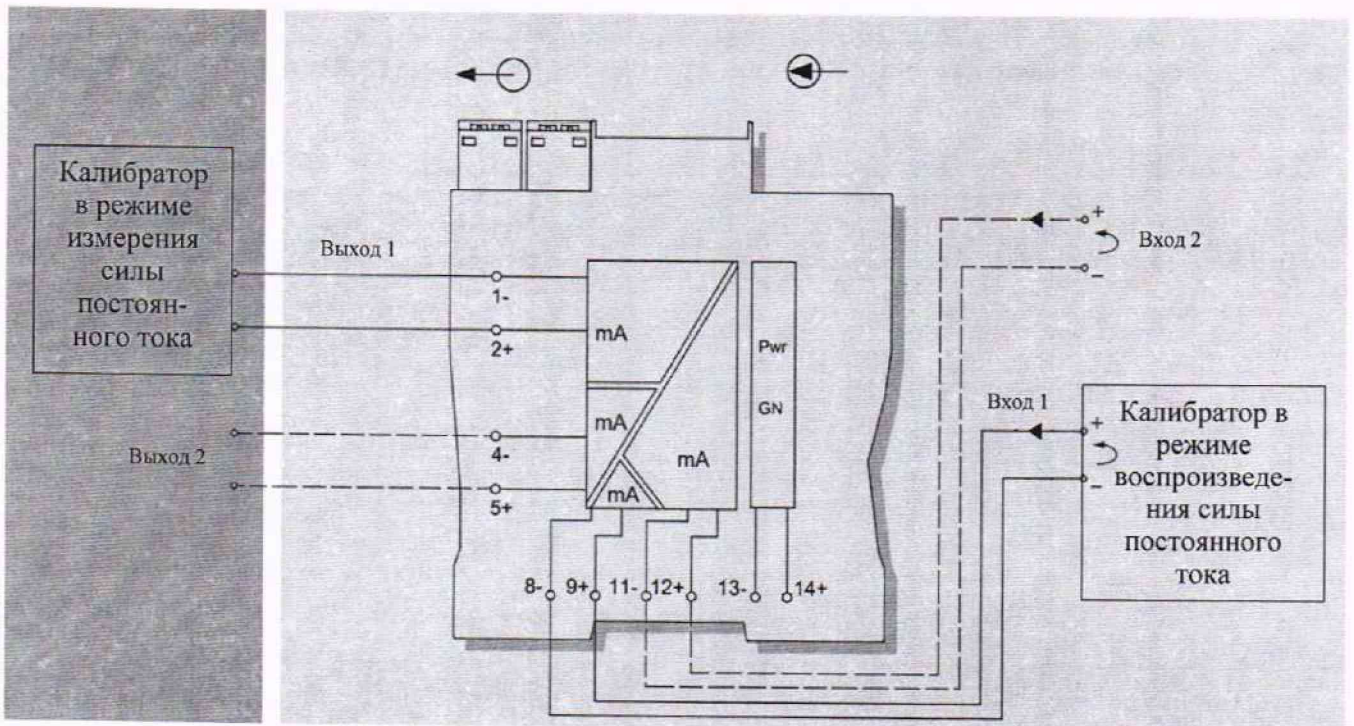 Калибратор
в режиме
измерения
силы
постоян-
ного тока
Выход 1
1-
2+
Выход 2
4-
5+
mA
mA
mA
mA
Pwr
GN
8-
9+
11-
12+
13-
14+
+
Вход 2
–
Вход 1
+
–
Калибратор в
режиме
воспроизведе-
ния силы
постоянного
тока